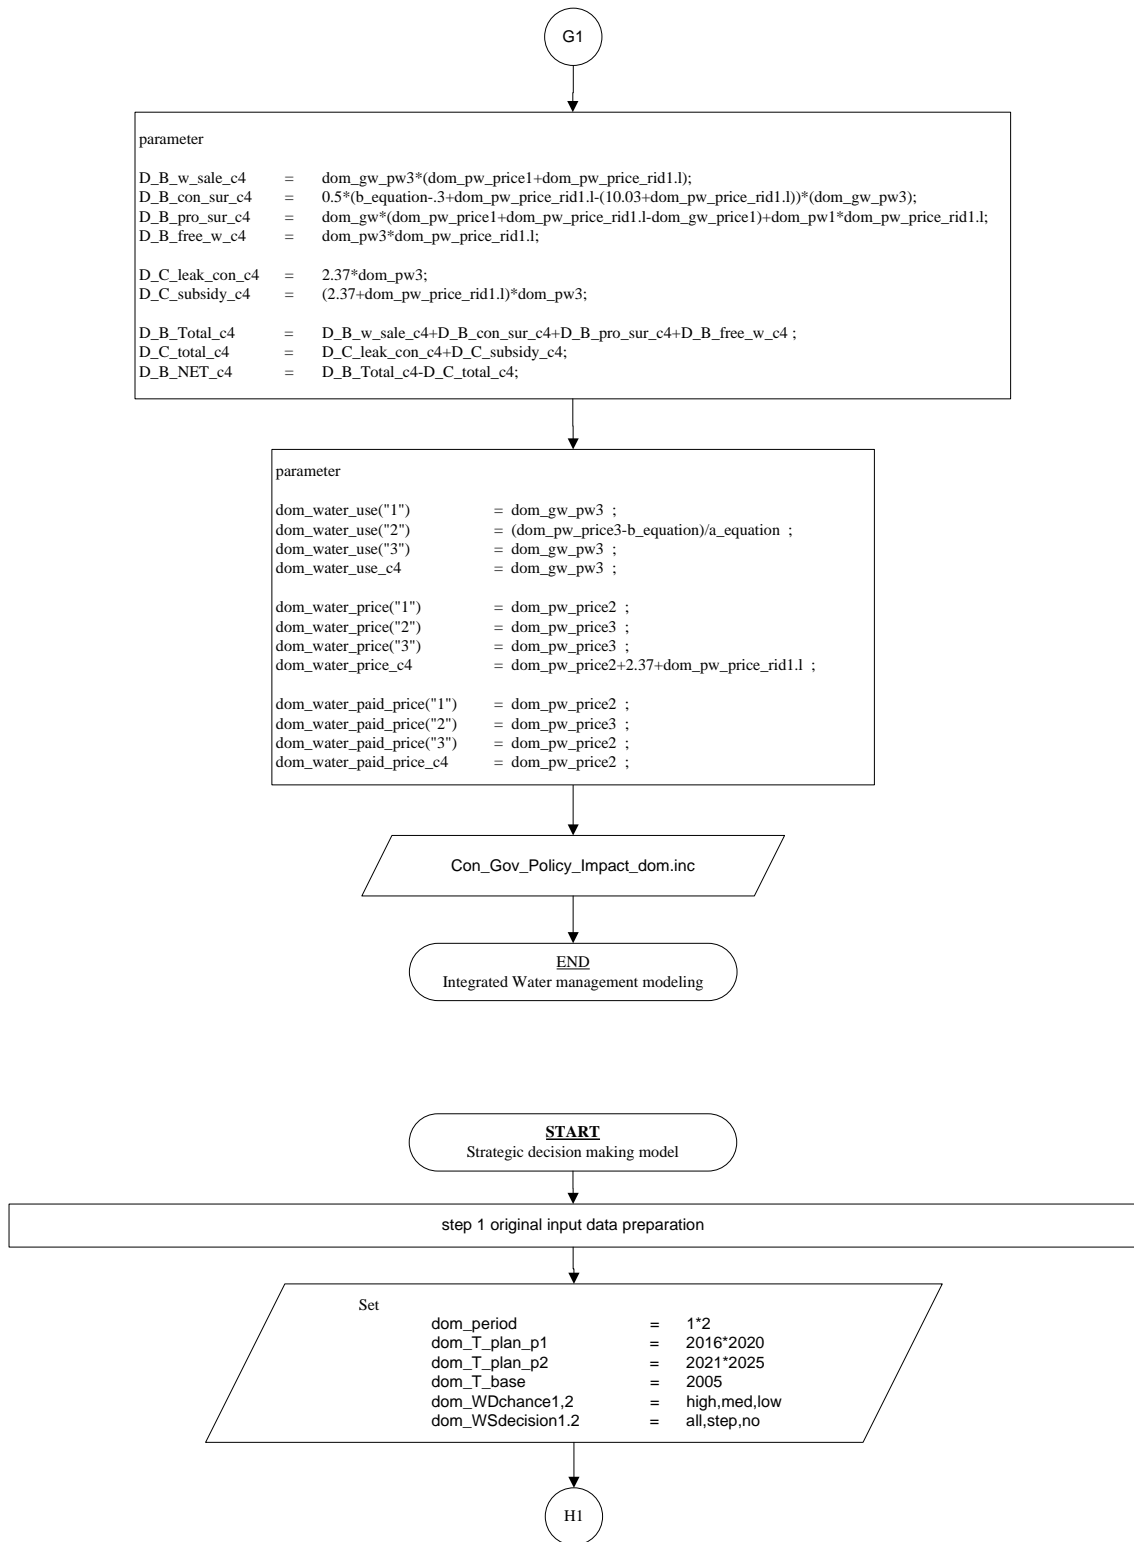 G1
parameter
D_B_w_sale_c4 = dom_gw_pw3*(dom_pw_price1+dom_pw_price_rid1.l);
D_B_con_sur_c4 = 0.5*(b_equation-.3+dom_pw_price_rid1.l-(10.03+dom_pw_price_rid1.l))*(dom_gw_pw3);
D_B_pro_sur_c4 = dom_gw*(dom_pw_price1+dom_pw_price_rid1.l-dom_gw_price1)+dom_pw1*dom_pw_price_rid1.l;
D_B_free_w_c4 = dom_pw3*dom_pw_price_rid1.l;
D_C_leak_con_c4 = 2.37*dom_pw3;
D_C_subsidy_c4 = (2.37+dom_pw_price_rid1.l)*dom_pw3;
D_B_Total_c4 = D_B_w_sale_c4+D_B_con_sur_c4+D_B_pro_sur_c4+D_B_free_w_c4 ;
D_C_total_c4 = D_C_leak_con_c4+D_C_subsidy_c4;
D_B_NET_c4 = D_B_Total_c4-D_C_total_c4;
parameter
dom_water_use("1") = dom_gw_pw3 ;
dom_water_use("2") = (dom_pw_price3-b_equation)/a_equation ;
dom_water_use("3") = dom_gw_pw3 ;
dom_water_use_c4 = dom_gw_pw3 ;
dom_water_price("1") = dom_pw_price2 ;
dom_water_price("2") = dom_pw_price3 ;
dom_water_price("3") = dom_pw_price3 ;
dom_water_price_c4 = dom_pw_price2+2.37+dom_pw_price_rid1.l ;
dom_water_paid_price("1") = dom_pw_price2 ;
dom_water_paid_price("2") = dom_pw_price3 ;
dom_water_paid_price("3") = dom_pw_price2 ;
dom_water_paid_price_c4 = dom_pw_price2 ;
Con_Gov_Policy_Impact_dom.inc
END
Integrated Water management modeling
START
Strategic decision making model
step 1 original input data preparation
Set
dom_period = 1*2
dom_T_plan_p1 = 2016*2020
dom_T_plan_p2 = 2021*2025
dom_T_base = 2005
dom_WDchance1,2 = high,med,low
dom_WSdecision1.2 = all,step,no
H1